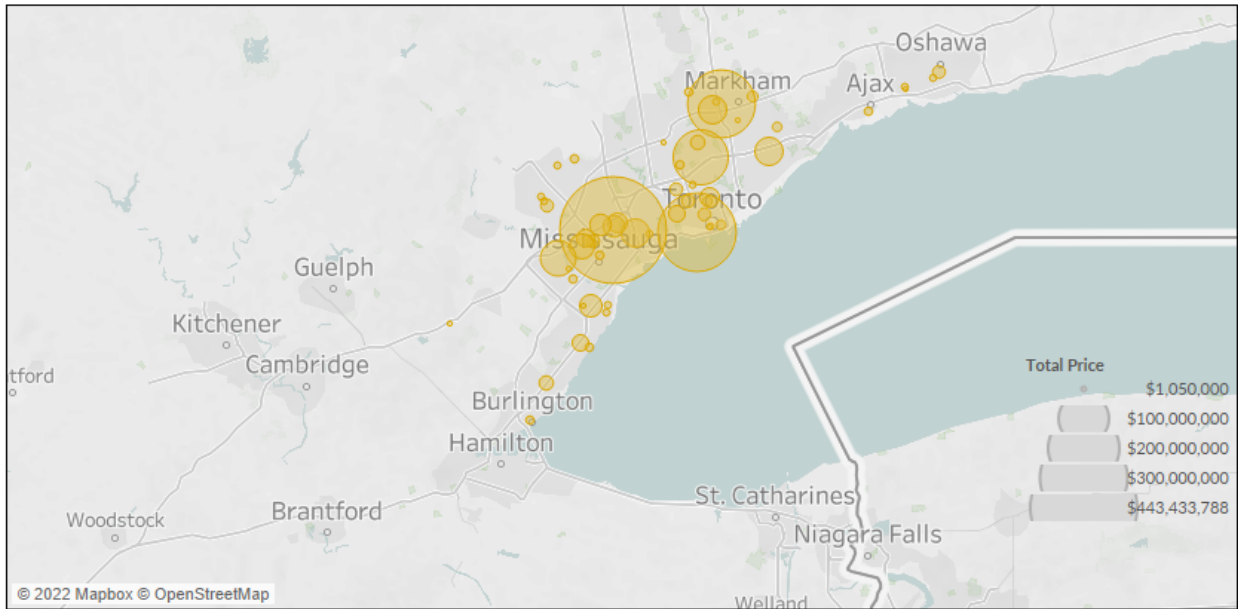 Oshawa
Markham
Ajax
Toronto
Mississauga
Guelph
Kitchener
tford
Cambridge
Total Price
$1,050,000
Burlington
$100,000,000
Hamilton
$200,000,000
$300,000,000
St. Catharines
$443,433,788
Brantford
Woodstock
Niagara Falls
© 2022 Mapbox © OpenStreetMap
Welland